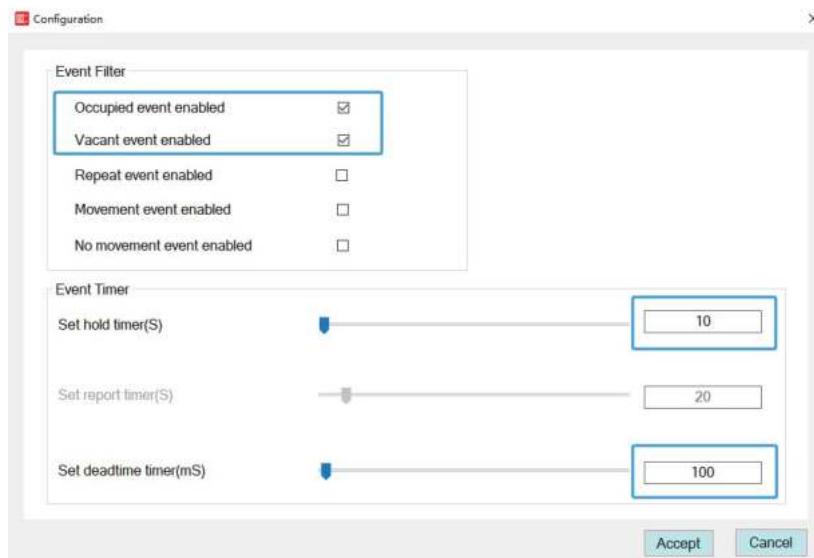 Configuration
Event Filter
Occupied event enabled
Vacant event enabled
Repeat event enabled
Movement event enabled
No movement event enabled
Event Timer
Set hold timer(S) 10
Set report timer(S) 20
Set deadtime timer(mS) 100
Accept Cancel